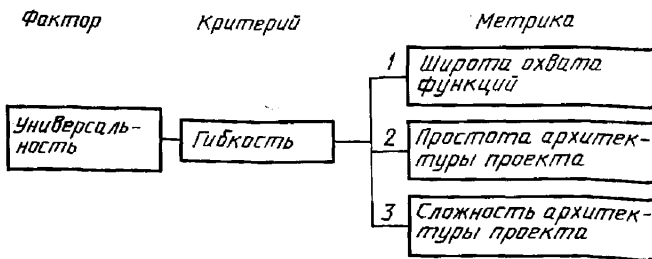 Фактор Критерий Метрика
1 Широта охвата
функций
Универсаль-
ность
Гибкость
2 Простота архитек-
туры проекта
3 Сложность архитек-
туры проекта